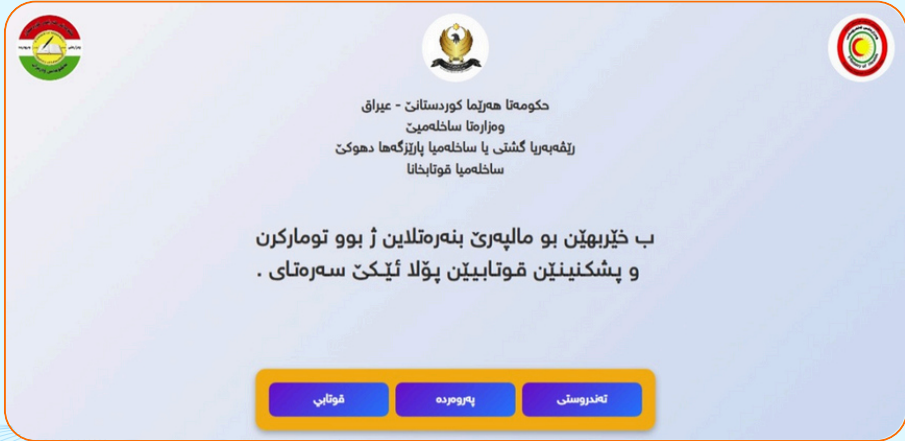 حکومەتا هەرێما کوردستانێ - عیراق
وەزارەتا ساخلەمیێ
رێڤەبەریا گشتی یا ساخلەمیا پارێزگەها دهوکێ
ساخلەمیا قوتابخانا
ب خێربهێن بو مالپەرێ بنەرەتلاین ژ بوو تومارکرن
و پشکنینێن قوتابیێن پۆلا ئێکێ سەرەتای .
تەندروستی
پەروەردە
قوتابی